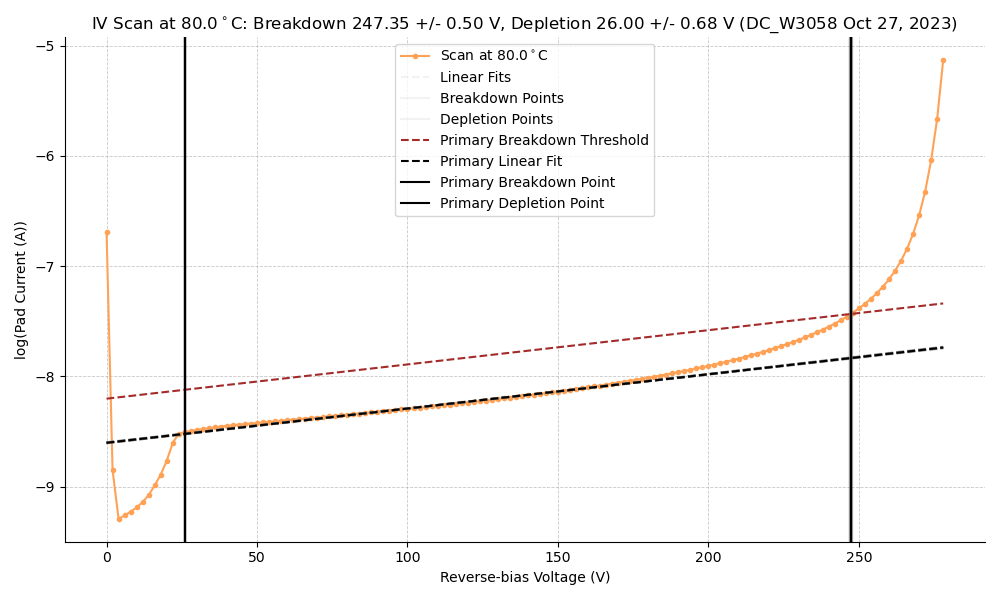 IV Scan at 80.0°C: Breakdown 247.35 +/- 0.50 V, Depletion 26.00 +/- 0.68 V (DC_W3058 Oct 27, 2023)
Scan at 80.0°C
Linear Fits
Breakdown Points
Depletion Points
Primary Breakdown Threshold
Primary Linear Fit
Primary Breakdown Point
Primary Depletion Point
log(Pad Current (A))
−5
−6
−7
−8
−9
0
50
100
150
200
250
Reverse-bias Voltage (V)